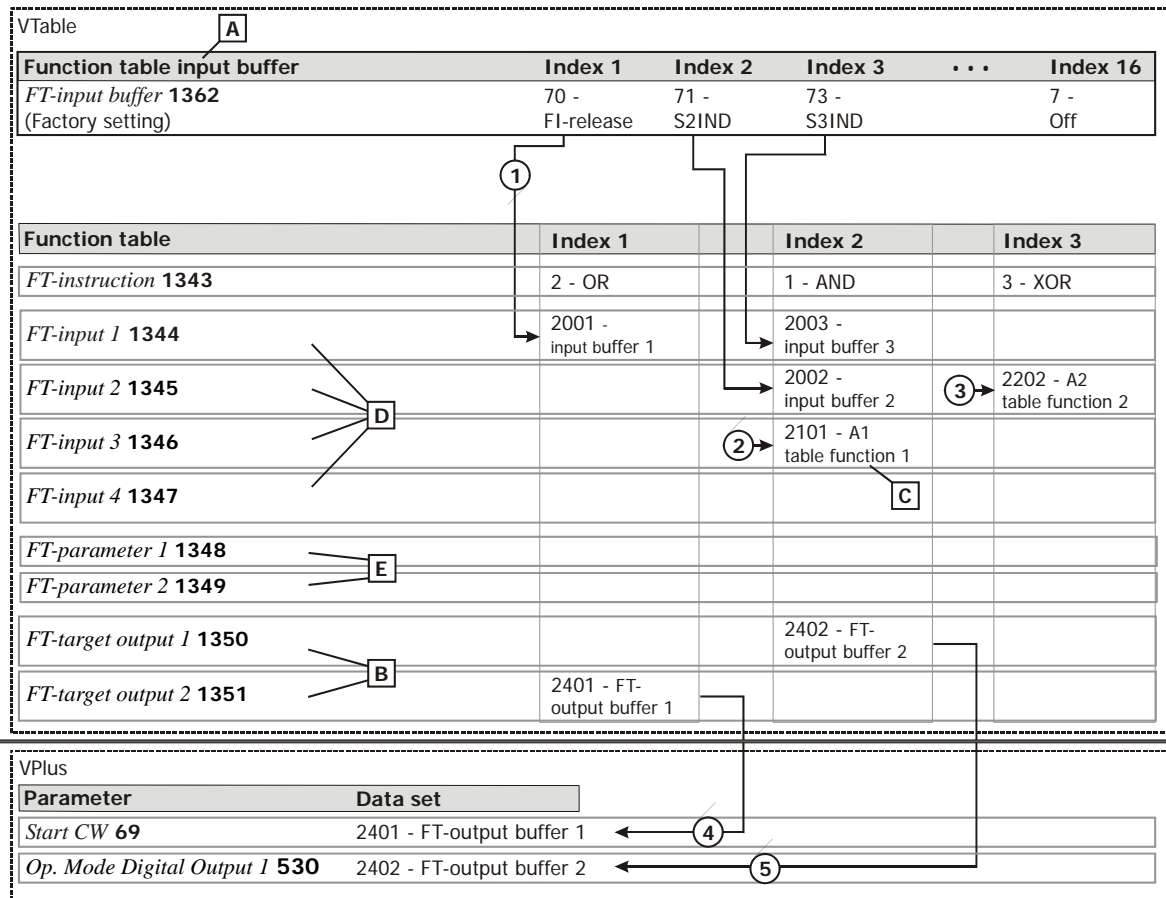 VTable
A
Function table input buffer Index 1 Index 2 Index 3 ··· Index 16
FT-input buffer 1362 70 - 71 - 73 - 7 -
(Factory setting) FI-release S2IND S3IND Off
1
Function table Index 1 Index 2 Index 3
FT-instruction 1343 2 - OR 1 - AND 3 - XOR
FT-input 1 1344 2001 - 2003 -
input buffer 1 input buffer 3
FT-input 2 1345 2002 - 3 2202 - A2
input buffer 2 table function 2
D
FT-input 3 1346 2 2101 - A1
table function 1
C
FT-input 4 1347
FT-parameter 1 1348
E
FT-parameter 2 1349
FT-target output 1 1350 2402 - FT-
output buffer 2
B
FT-target output 2 1351 2401 - FT-
output buffer 1
VPlus
Parameter Data set
Start CW 69 2401 - FT-output buffer 1 4
Op. Mode Digital Output 1 530 2402 - FT-output buffer 2 5